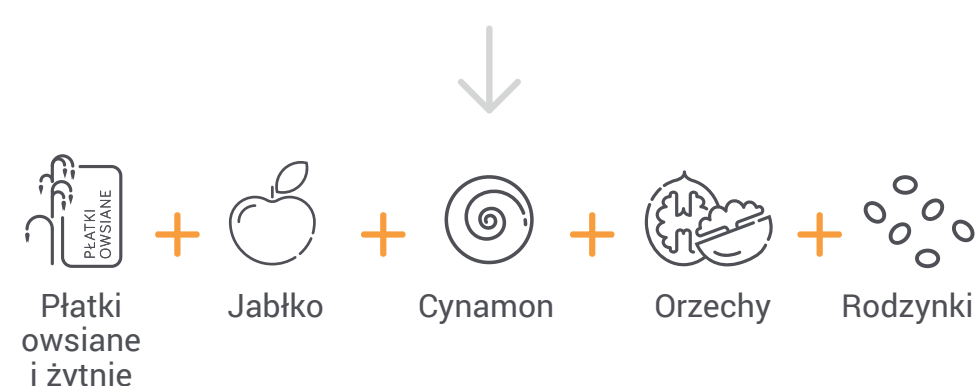 PŁATKI
OWSIANE
Płatki
owsiane
i żytnie
Jabłko
Cynamon
Orzechy
Rodzynki